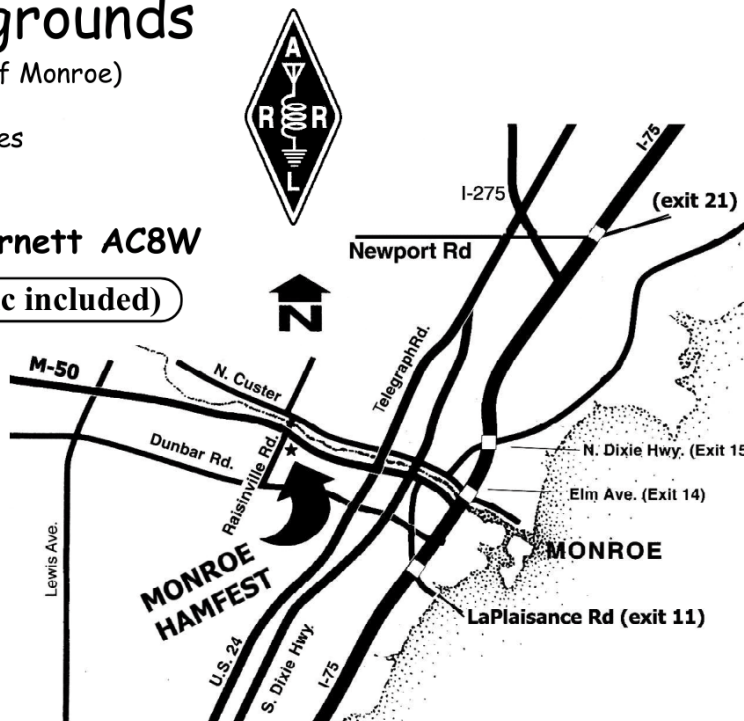 grounds
f Monroe)
es
rnett AC8W
c included)
A
R R
L
N
I-75
I-275
(exit 21)
Newport Rd
M-50
N. Custer
Telegraph Rd.
Dunbar Rd.
Raisinville Rd.
N. Dixie Hwy. (Exit 15
Elm Ave. (Exit 14)
Lewis Ave.
MONROE
MONROE
HAMFEST
LaPlaisance Rd (exit 11)
U.S. 24
S. Dixie Hwy.
I-75